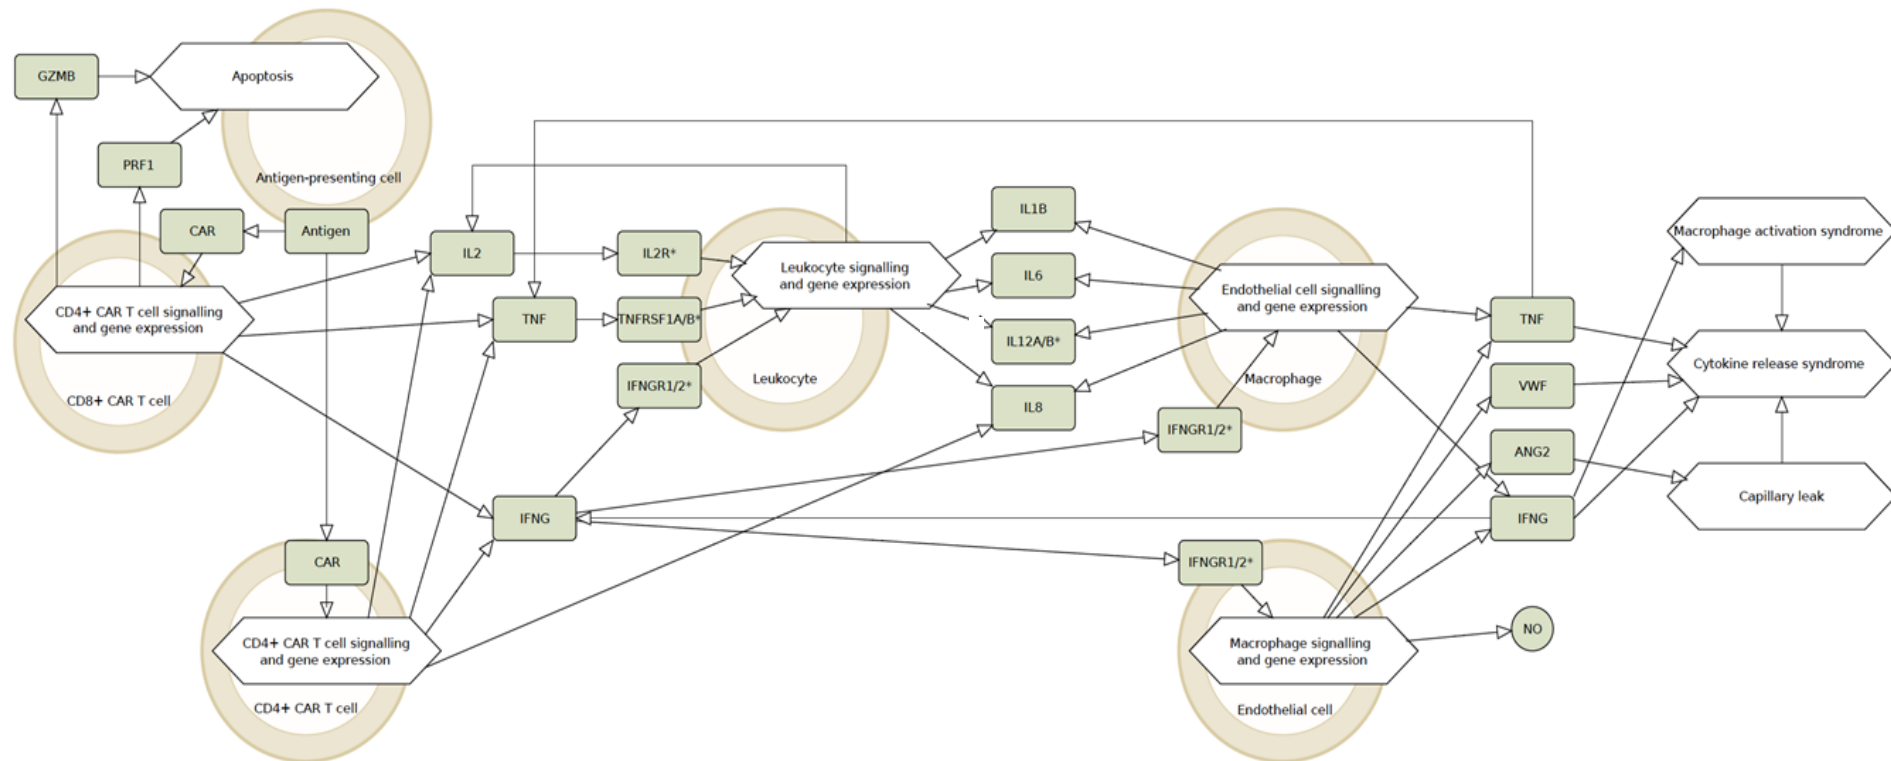 GZMB
Apoptosis
PRF1
Antigen-presenting cell
CAR
Antigen
CD4+ CAR T cell signalling
and gene expression
CD8+ CAR T cell
IL2
IL2R*
TNF
TNFRSF1A/B*
IFNGR1/2*
Leukocyte signalling
and gene expression
Leukocyte
IL1B
IL6
IL12A/B*
IL8
Endothelial cell signalling
and gene expression
Macrophage
IFNGR1/2*
TNF
VWF
ANG2
IFNG
Macrophage activation syndrome
Cytokine release syndrome
Capillary leak
IFNG
CAR
CD4+ CAR T cell signalling
and gene expression
CD4+ CAR T cell
IFNGR1/2*
Macrophage signalling
and gene expression
Endothelial cell
NO